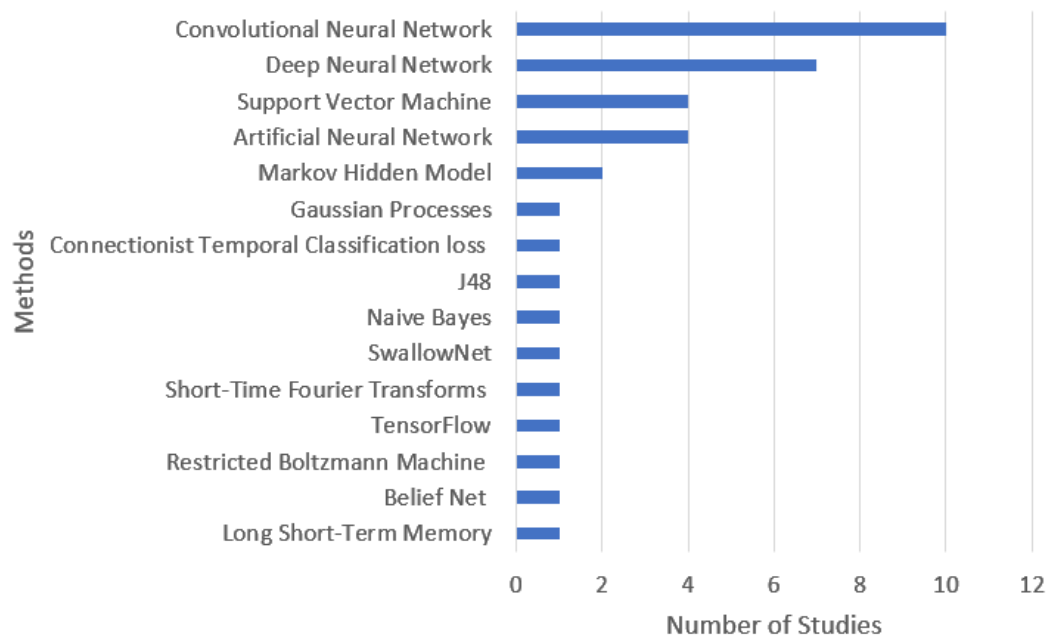 Convolutional Neural Network
Deep Neural Network
Support Vector Machine
Artificial Neural Network
Markov Hidden Model
Gaussian Processes
Connectionist Temporal Classification loss
J48
Naive Bayes
SwallowNet
Short-Time Fourier Transforms
TensorFlow
Restricted Boltzmann Machine
Belief Net
Long Short-Term Memory
Methods
0 2 4 6 8 10 12
Number of Studies